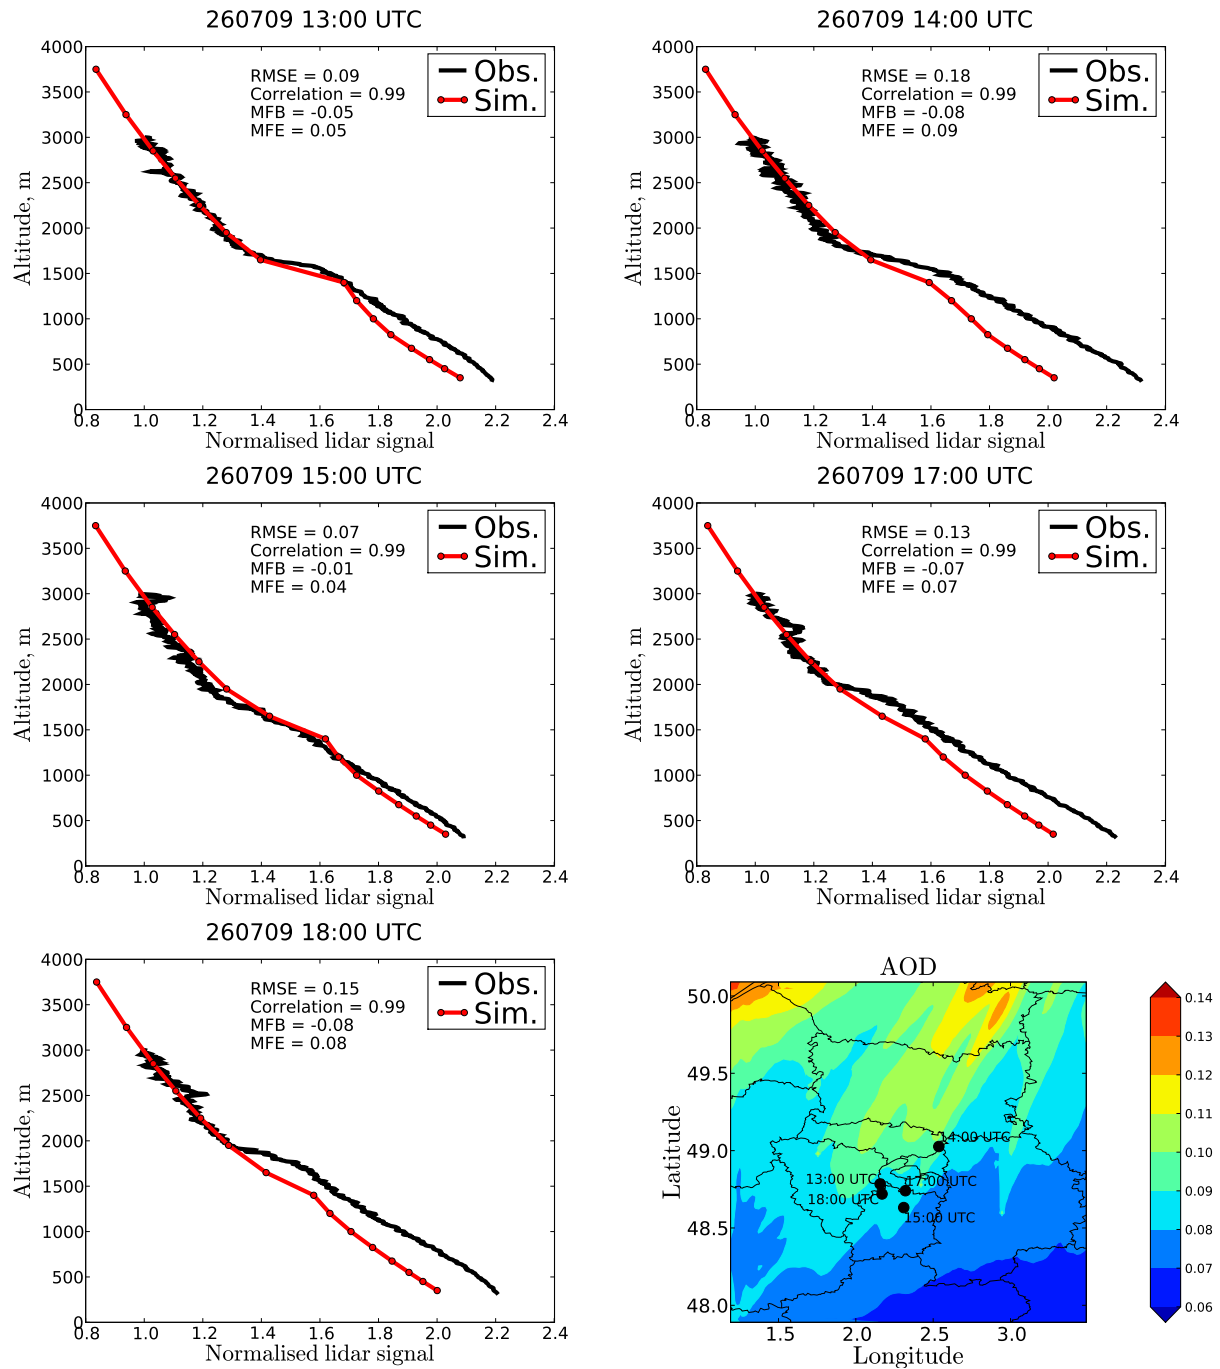 260709 13:00 UTC
4000
3500
3000
2500
2000
1500
1000
500
0
Altitude, m
RMSE = 0.09
Correlation = 0.99
MFB = -0.05
MFE = 0.05
Obs.
Sim.
0.8 1.0 1.2 1.4 1.6 1.8 2.0 2.2 2.4
Normalised lidar signal
260709 14:00 UTC
4000
3500
3000
2500
2000
1500
1000
500
0
Altitude, m
RMSE = 0.18
Correlation = 0.99
MFB = -0.08
MFE = 0.09
Obs.
Sim.
0.8 1.0 1.2 1.4 1.6 1.8 2.0 2.2 2.4
Normalised lidar signal
260709 15:00 UTC
4000
3500
3000
2500
2000
1500
1000
500
0
Altitude, m
RMSE = 0.07
Correlation = 0.99
MFB = -0.01
MFE = 0.04
Obs.
Sim.
0.8 1.0 1.2 1.4 1.6 1.8 2.0 2.2 2.4
Normalised lidar signal
260709 17:00 UTC
4000
3500
3000
2500
2000
1500
1000
500
0
Altitude, m
RMSE = 0.13
Correlation = 0.99
MFB = -0.07
MFE = 0.07
Obs.
Sim.
0.8 1.0 1.2 1.4 1.6 1.8 2.0 2.2 2.4
Normalised lidar signal
260709 18:00 UTC
4000
3500
3000
2500
2000
1500
1000
500
0
Altitude, m
RMSE = 0.15
Correlation = 0.99
MFB = -0.08
MFE = 0.08
Obs.
Sim.
0.8 1.0 1.2 1.4 1.6 1.8 2.0 2.2 2.4
Normalised lidar signal
AOD
50.0
49.5
49.0
48.5
48.0
Latitude
14:00 UTC
13:00 UTC
17:00 UTC
18:00 UTC
15:00 UTC
1.5 2.0 2.5 3.0
Longitude
0.14
0.13
0.12
0.11
0.10
0.09
0.08
0.07
0.06